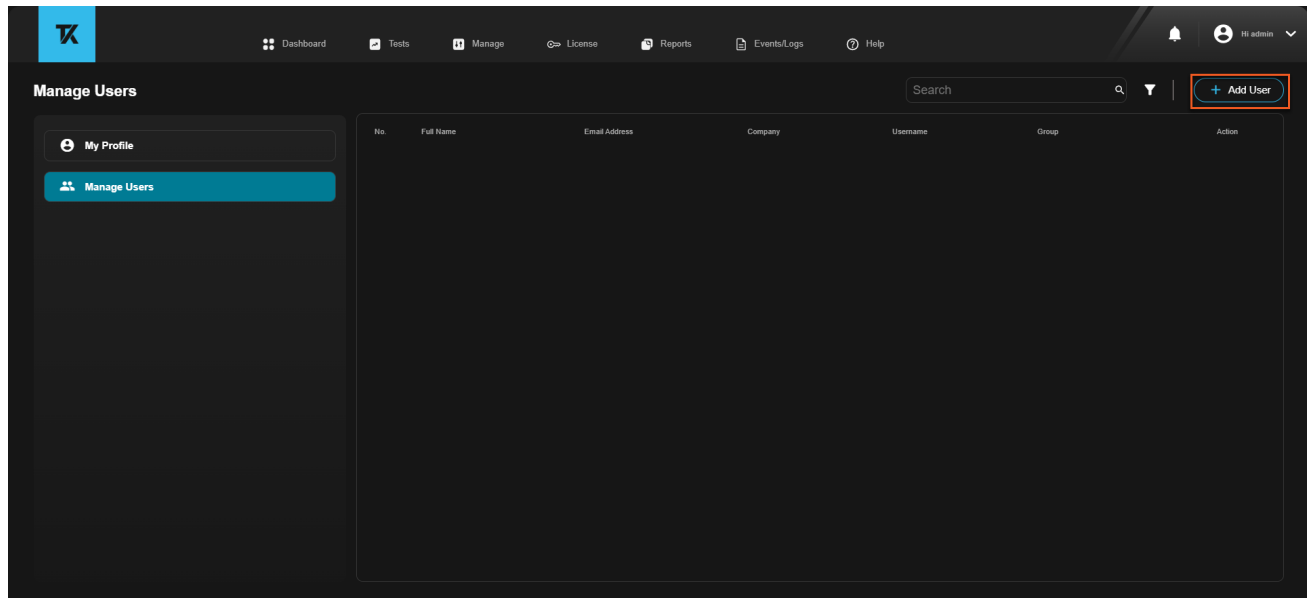 TK
Dashboard Tests Manage License Reports Events/Logs Help Hi admin
Manage Users Search + Add User
My Profile
Manage Users
No. Full Name Email Address Company Username Group Action